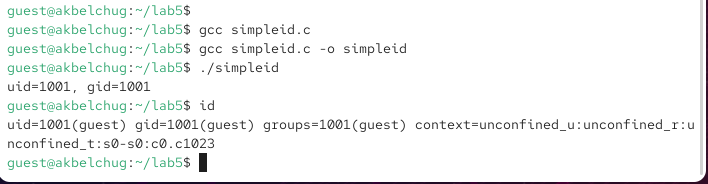 guest@akbelchug:~/lab5$
guest@akbelchug:~/lab5$ gcc simpleid.c
guest@akbelchug:~/lab5$ gcc simpleid.c -o simpleid
guest@akbelchug:~/lab5$ ./simpleid
uid=1001, gid=1001
guest@akbelchug:~/lab5$ id
uid=1001(guest) gid=1001(guest) groups=1001(guest) context=unconfined_u:unconfined_r:u
nconfined_t:s0-s0:c0.c1023
guest@akbelchug:~/lab5$